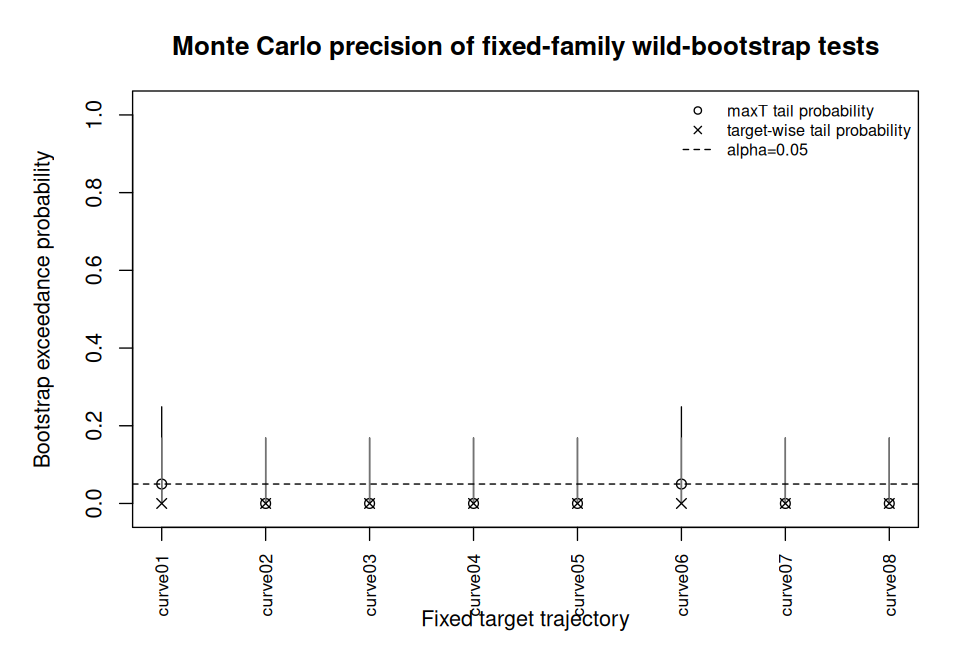 Monte Carlo precision of fixed-family wild-bootstrap tests
maxT tail probability
target-wise tail probability
alpha=0.05
Bootstrap exceedance probability
1.0
0.8
0.6
0.4
0.2
0.0
curve01
curve02
curve03
curve04
curve05
curve06
curve07
curve08
Fixed target trajectory